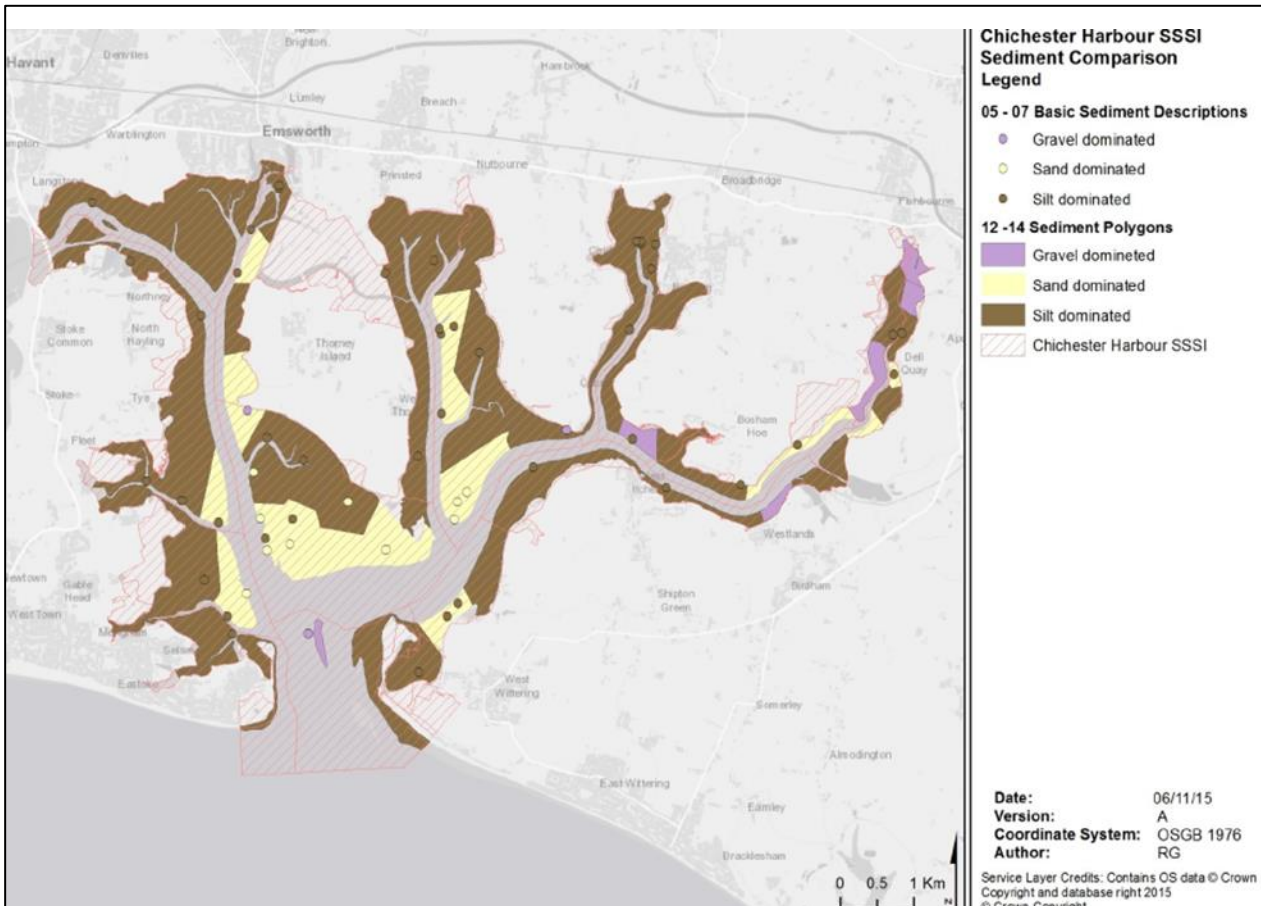 Chichester Harbour SSSI
Sediment Comparison
Legend
05 - 07 Basic Sediment Descriptions
Gravel dominated
Sand dominated
Silt dominated
12 -14 Sediment Polygons
Gravel domineted
Sand dominated
Silt dominated
Chichester Harbour SSSI
Date: 06/11/15
Version: A
Coordinate System: OSGB 1976
Author: RG
Service Layer Credits: Contains OS data © Crown
Copyright and database right 2015
© Crown Copyright
Brighton
Havant
Denvilles
Hambrook
Lumley
Breach
Warblington
Emsworth
Nutbourne
Langstone
Prinsted
Broadbridge
Fishbourne
Northney
Stoke
Common
North
Hayling
Thorney
Island
Dell
Quay
Stoke
Tye
Bosham
Hoe
Fleet
Westlands
Gable
Head
West Town
Shipton
Green
Birdham
Eastoke
West
Wittering
Somerley
Almodington
East Wittering
Earnley
Bracklesham
0 0.5 1 Km
N